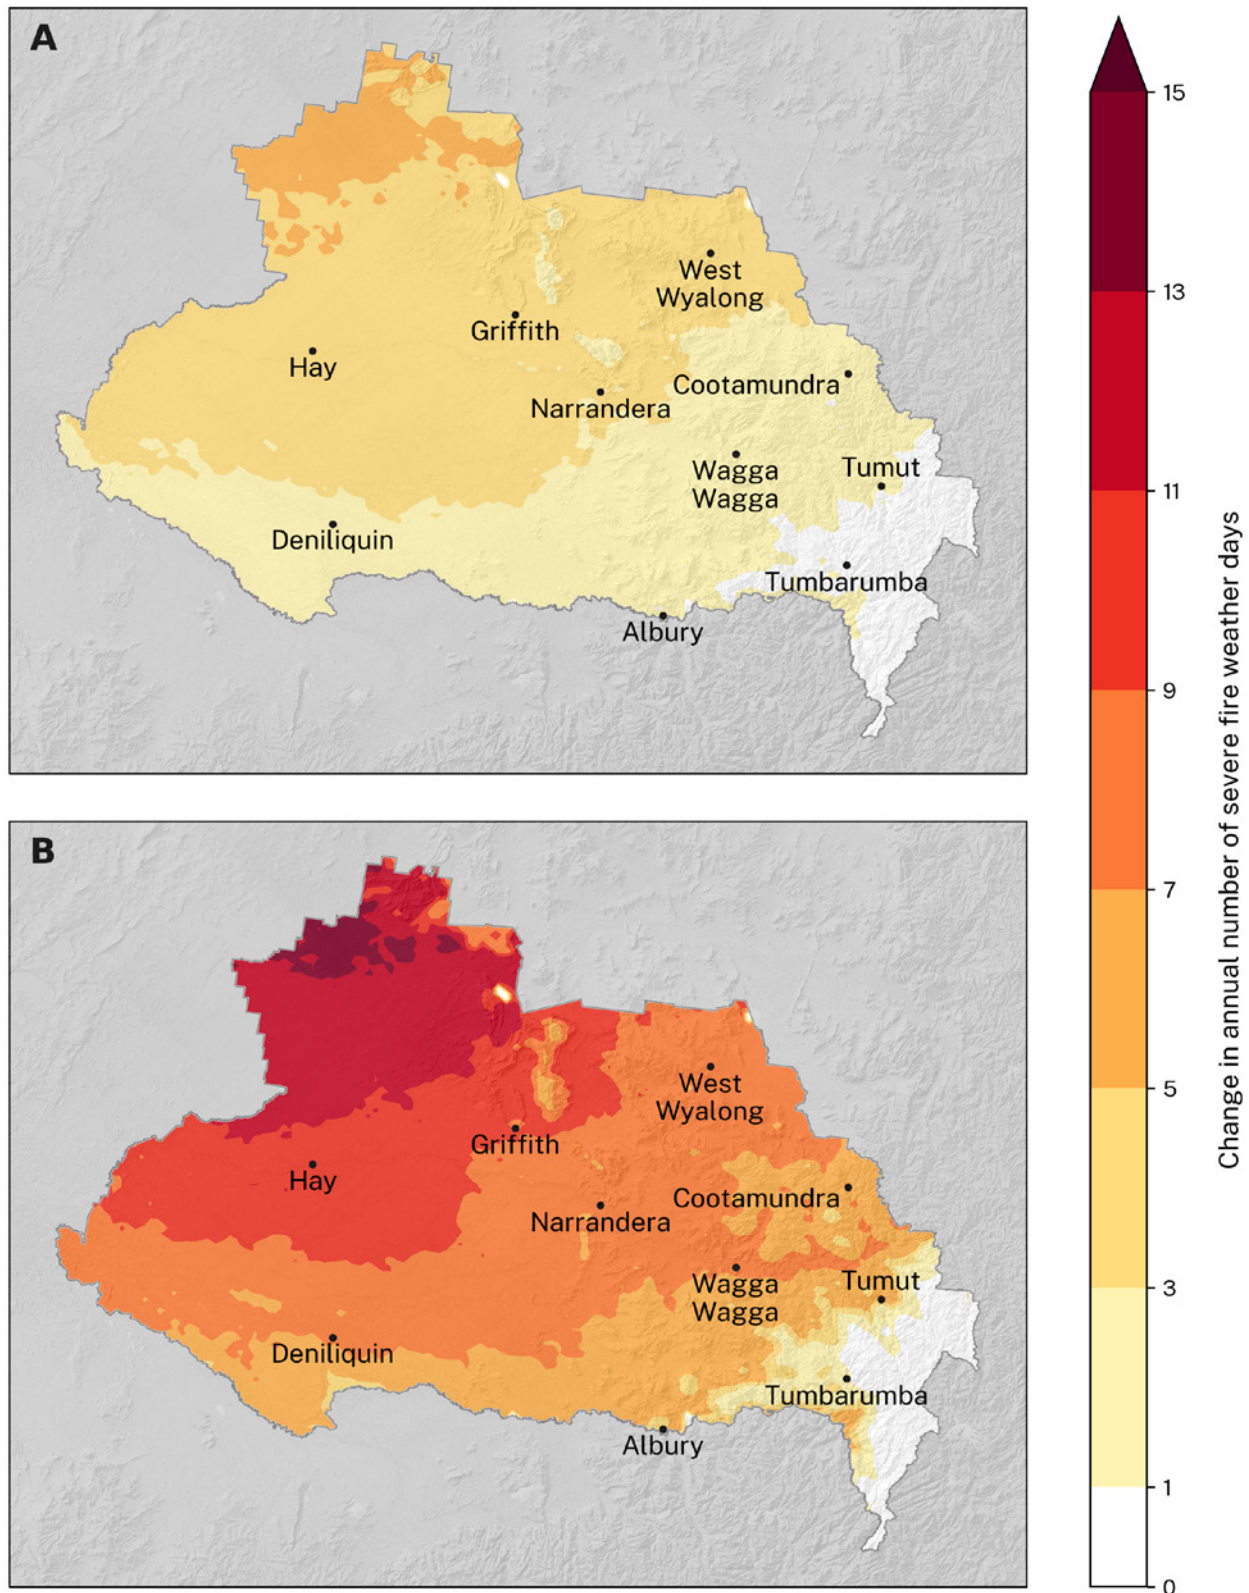 A
West
Wyalong
Griffith
Hay
Cootamundra
Narrandera
Wagga
Wagga
Tumut
Deniliquin
Tumbarumba
Albury
B
West
Wyalong
Griffith
Hay
Cootamundra
Narrandera
Wagga
Wagga
Tumut
Deniliquin
Tumbarumba
Albury
15
13
11
9
7
5
3
1
0
Change in annual number of severe fire weather days